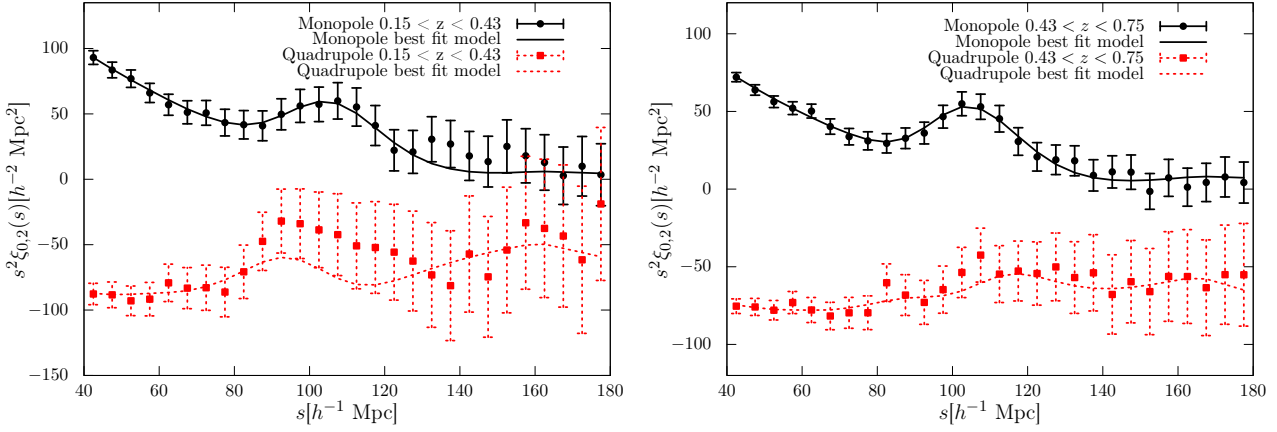 Monopole 0.15 < z < 0.43
Monopole best fit model
Quadrupole 0.15 < z < 0.43
Quadrupole best fit model
100
50
0
−50
−100
−150
40 60 80 100 120 140 160 180
s²ξ₀,₂(s)[h⁻² Mpc²]
s[h⁻¹ Mpc]
Monopole 0.43 < z < 0.75
Monopole best fit model
Quadrupole 0.43 < z < 0.75
Quadrupole best fit model
100
50
0
−50
−100
40 60 80 100 120 140 160 180
s²ξ₀,₂(s)[h⁻² Mpc²]
s[h⁻¹ Mpc]